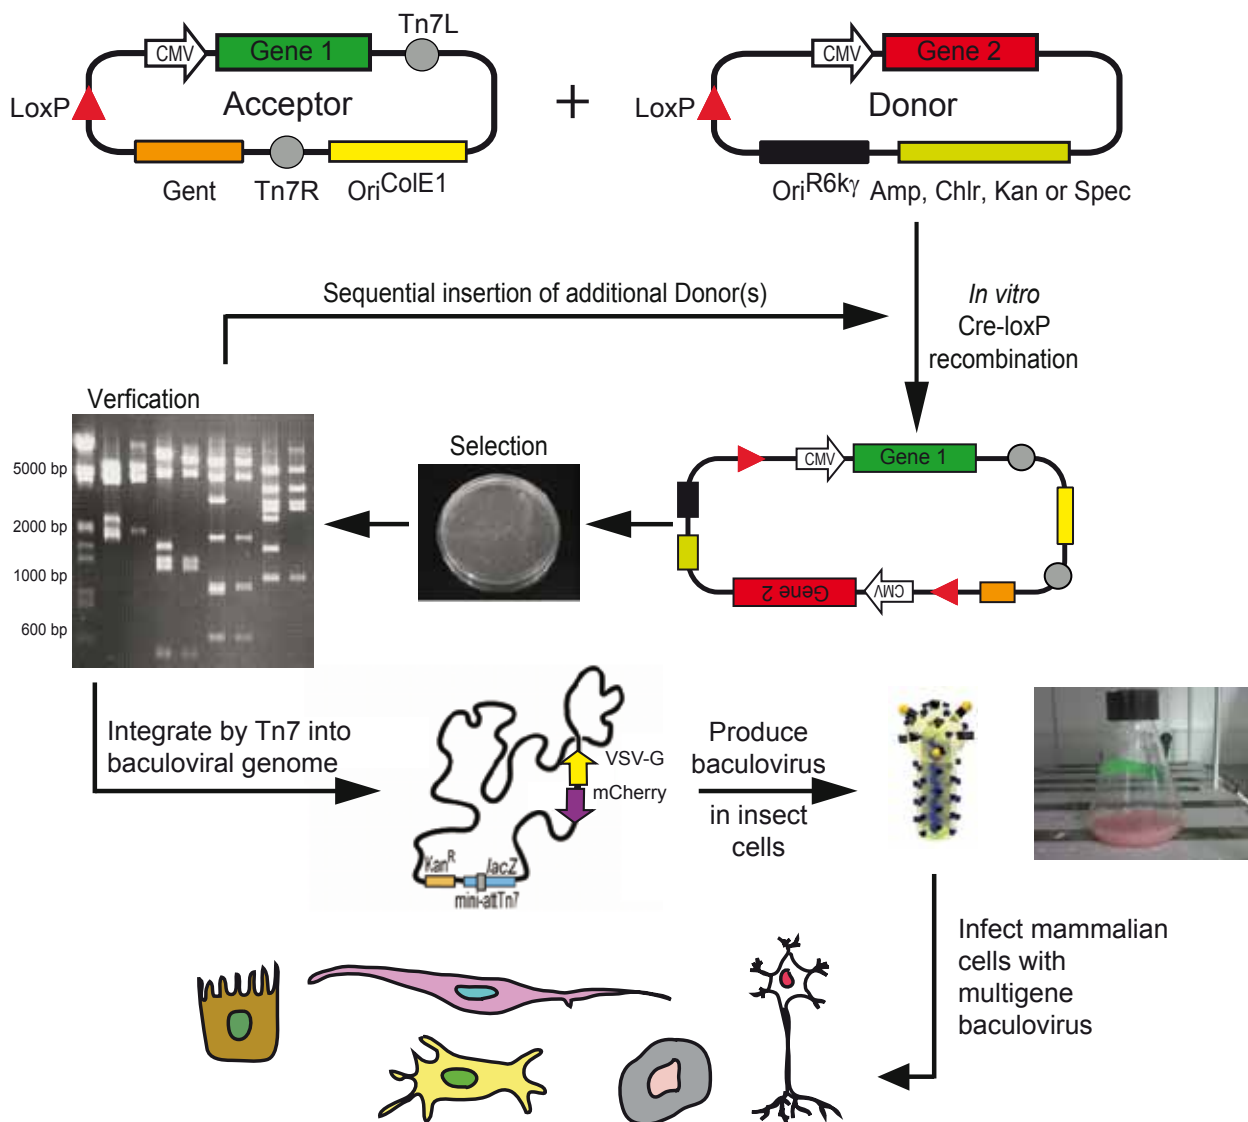 Tn7L
CMV
Gene 1
LoxP
Acceptor
Gent
Tn7R
OriColE1
+
CMV
Gene 2
LoxP
Donor
OriR6kγ
Amp, Chlr, Kan or Spec
Sequential insertion of additional Donor(s)
In vitro
Cre-loxP
recombination
Verfication
5000 bp
2000 bp
1000 bp
600 bp
Selection
CMV
Gene 1
Gene 2
CMV
Integrate by Tn7 into
baculoviral genome
VSV-G
mCherry
KanR
lacZ
mini-attTn7
Produce
baculovirus
in insect
cells
Infect mammalian
cells with
multigene
baculovirus